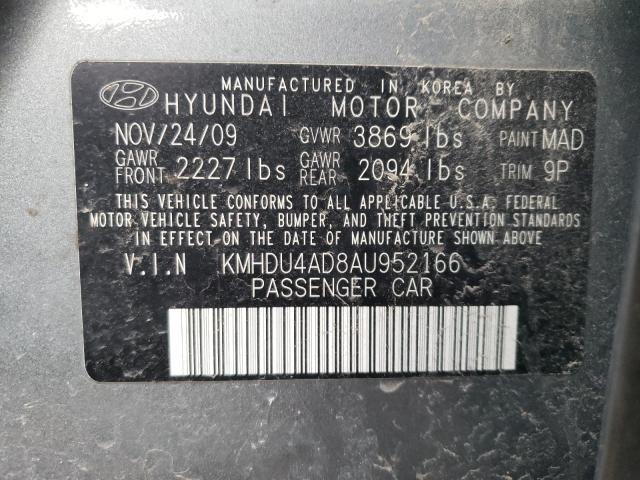 MANUFACTURED IN KOREA BY
HYUNDAI MOTOR COMPANY
NOV/24/09 GVWR 3869 lbs PAINT MAD
GAWR FRONT 2227 lbs GAWR REAR 2094 lbs TRIM 9P
THIS VEHICLE CONFORMS TO ALL APPLICABLE U.S.A. FEDERAL
MOTOR VEHICLE SAFETY, BUMPER, AND THEFT PREVENTION STANDARDS
IN EFFECT ON THE DATE OF MANUFACTURE SHOWN ABOVE.
V.I.N KMHDU4AD8AU952166
PASSENGER CAR